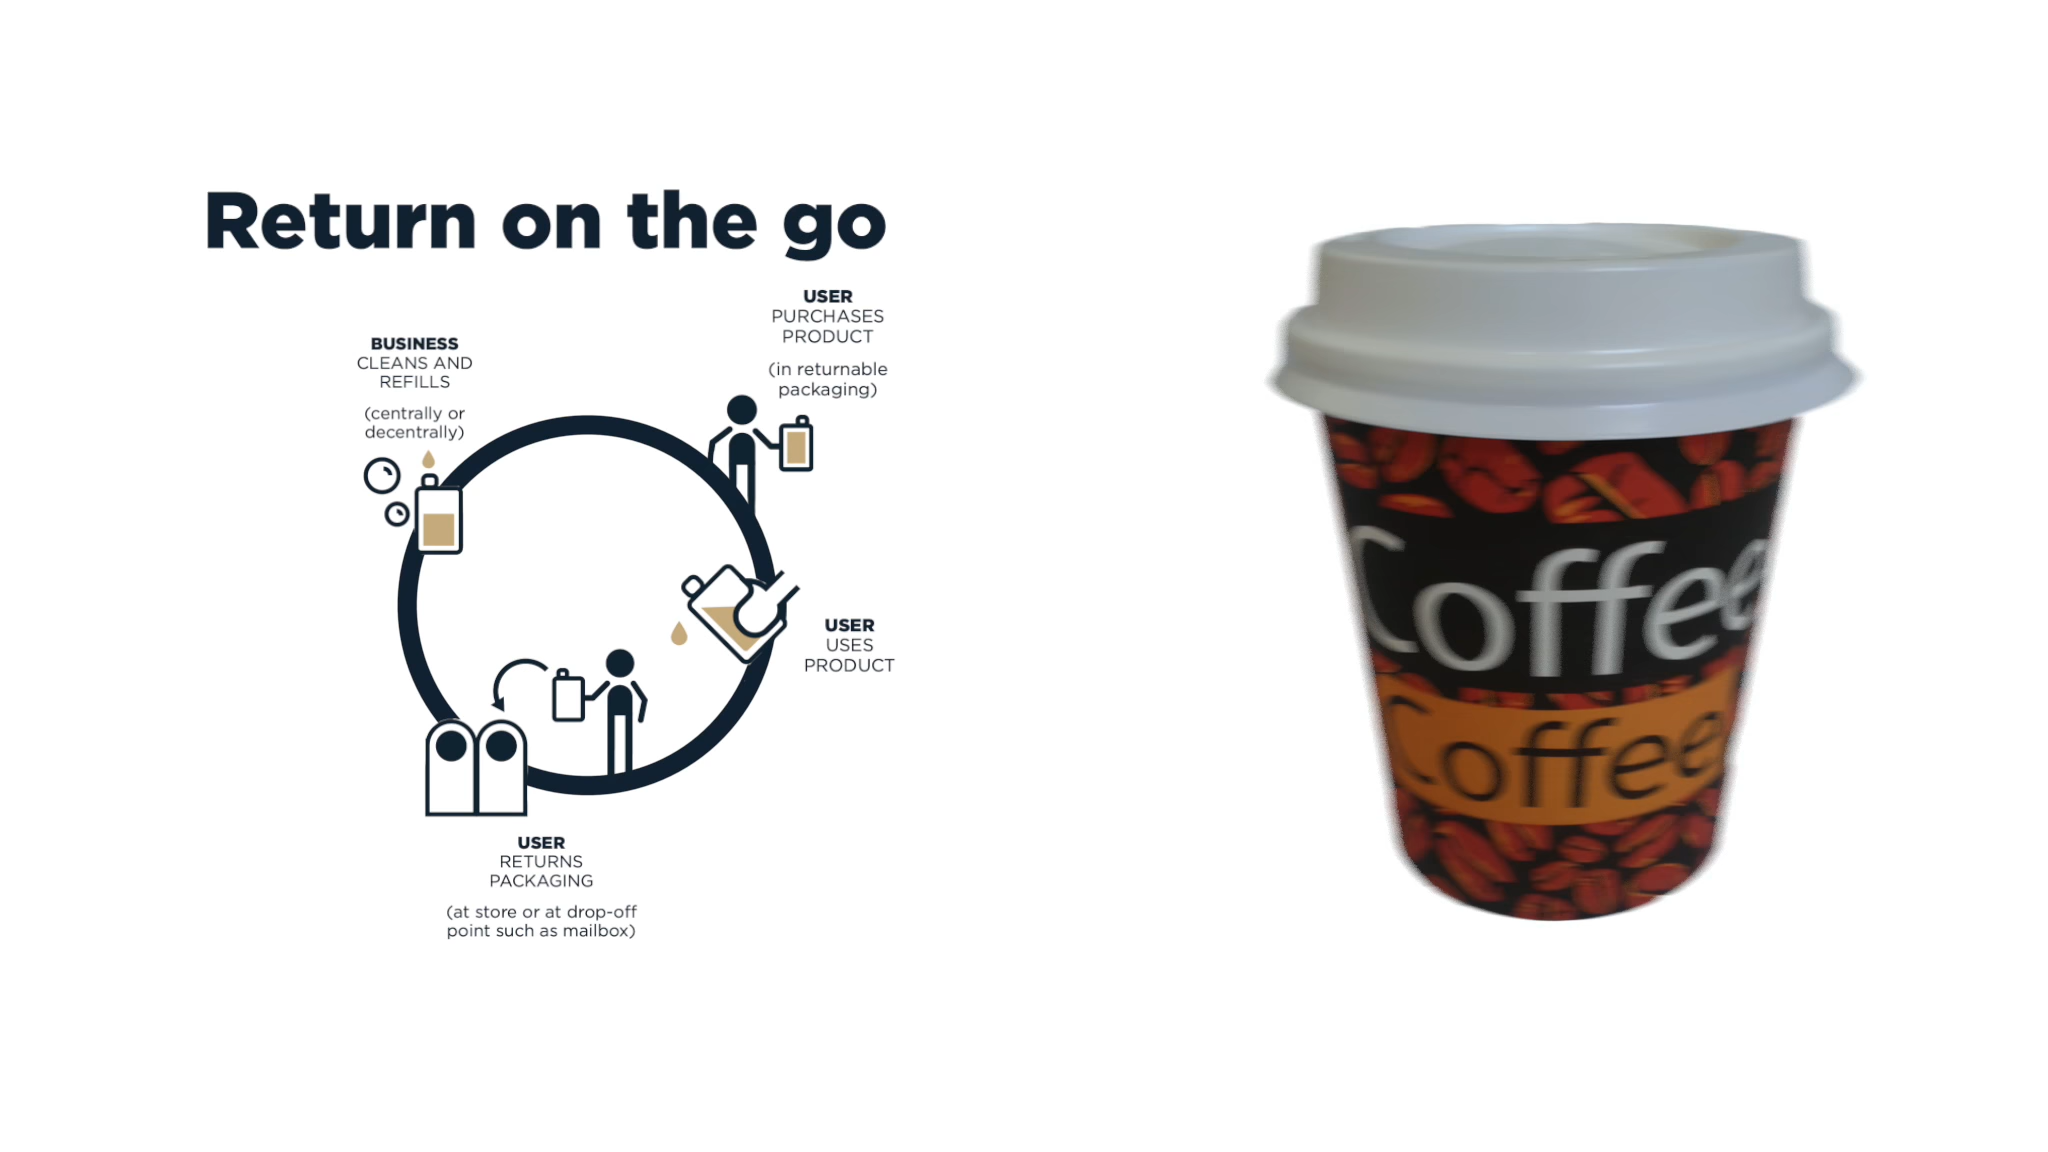 Return on the go
USER
PURCHASES
PRODUCT
(in returnable
packaging)
BUSINESS
CLEANS AND
REFILLS
(centrally or
decentrally)
USER
USES
PRODUCT
USER
RETURNS
PACKAGING
(at store or at drop-off
point such as mailbox)
Coffee
Coffee